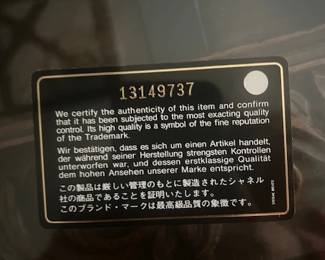 13149737
We certify the authenticity of this item and confirm
that it has been subjected to the most exacting quality
control. Its high quality is a symbol of the fine reputation
of the Trademark.
Wir bestätigen, dass es sich um einen Artikel handelt,
der während seiner Herstellung strengsten Kontrollen
unterworfen war, und dessen erstklassige Qualität
dem hohen Ansehen unserer Marke entspricht.
この製品は厳しい管理のもとに製造されたシャネル
社の商品であることを証明いたします。
このブランド・マークは最高級品質の象徴です。